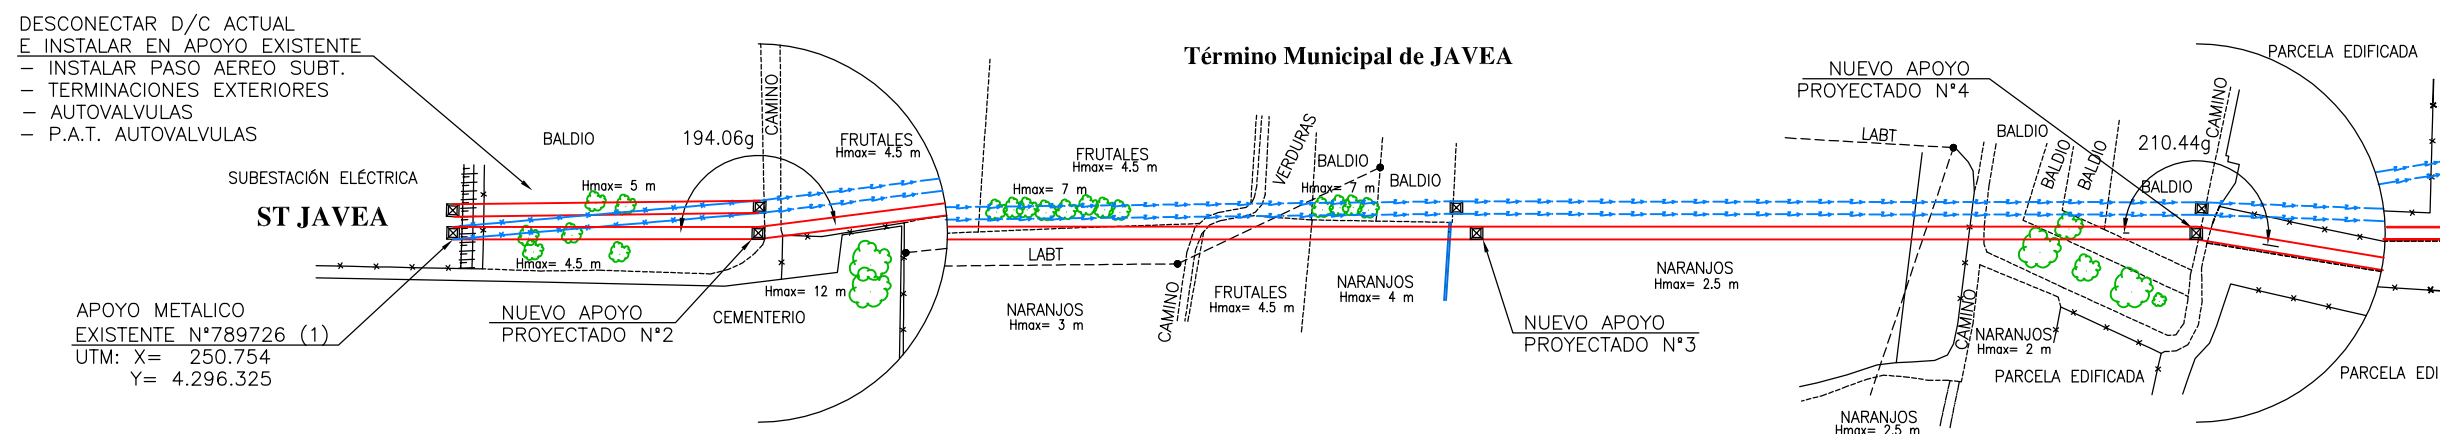 DESCONECTAR D/C ACTUAL
E INSTALAR EN APOYO EXISTENTE
- INSTALAR PASO AEREO SUBT.
- TERMINACIONES EXTERIORES
- AUTOVALVULAS
- P.A.T. AUTOVALVULAS
SUBESTACIÓN ELÉCTRICA
ST JAVEA
APOYO METALICO
EXISTENTE Nº789726 (1)
UTM: X= 250.754
Y= 4.296.325
BALDIO
Hmax= 5 m
Hmax= 4.5 m
194.06g
CAMINO
NUEVO APOYO
PROYECTADO Nº2
CEMENTERIO
Hmax= 12 m
FRUTALES
Hmax= 4.5 m
Término Municipal de JAVEA
FRUTALES
Hmax= 4.5 m
Hmax= 7 m
LABT
NARANJOS
Hmax= 3 m
CAMINO
VERDURAS
BALDIO
Hmax= 7 m
BALDIO
FRUTALES
Hmax= 4.5 m
NARANJOS
Hmax= 4 m
NUEVO APOYO
PROYECTADO Nº3
NARANJOS
Hmax= 2.5 m
NUEVO APOYO
PROYECTADO Nº4
LABT
BALDIO
BALDIO
BALDIO
BALDIO
210.44g
CAMINO
PARCELA EDIFICADA
CAMINO
NARANJOS
Hmax= 2 m
PARCELA EDIFICADA
NARANJOS
Hmax= 2.5 m
PARCELA EDI